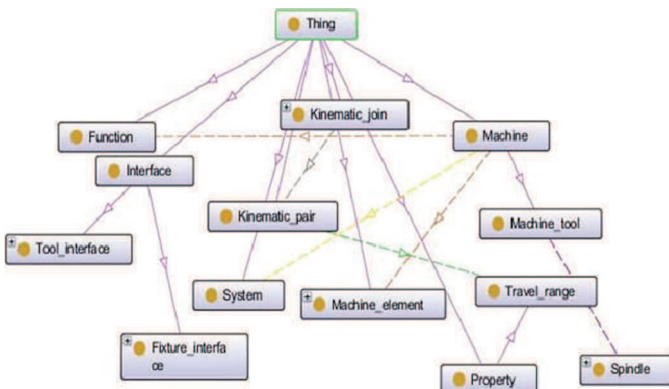 Thing
Kinematic_join
Function
Machine
Interface
Kinematic_pair
Machine_tool
Tool_interface
System
Machine_element
Travel_range
Fixture_interfa
ce
Property
Spindle